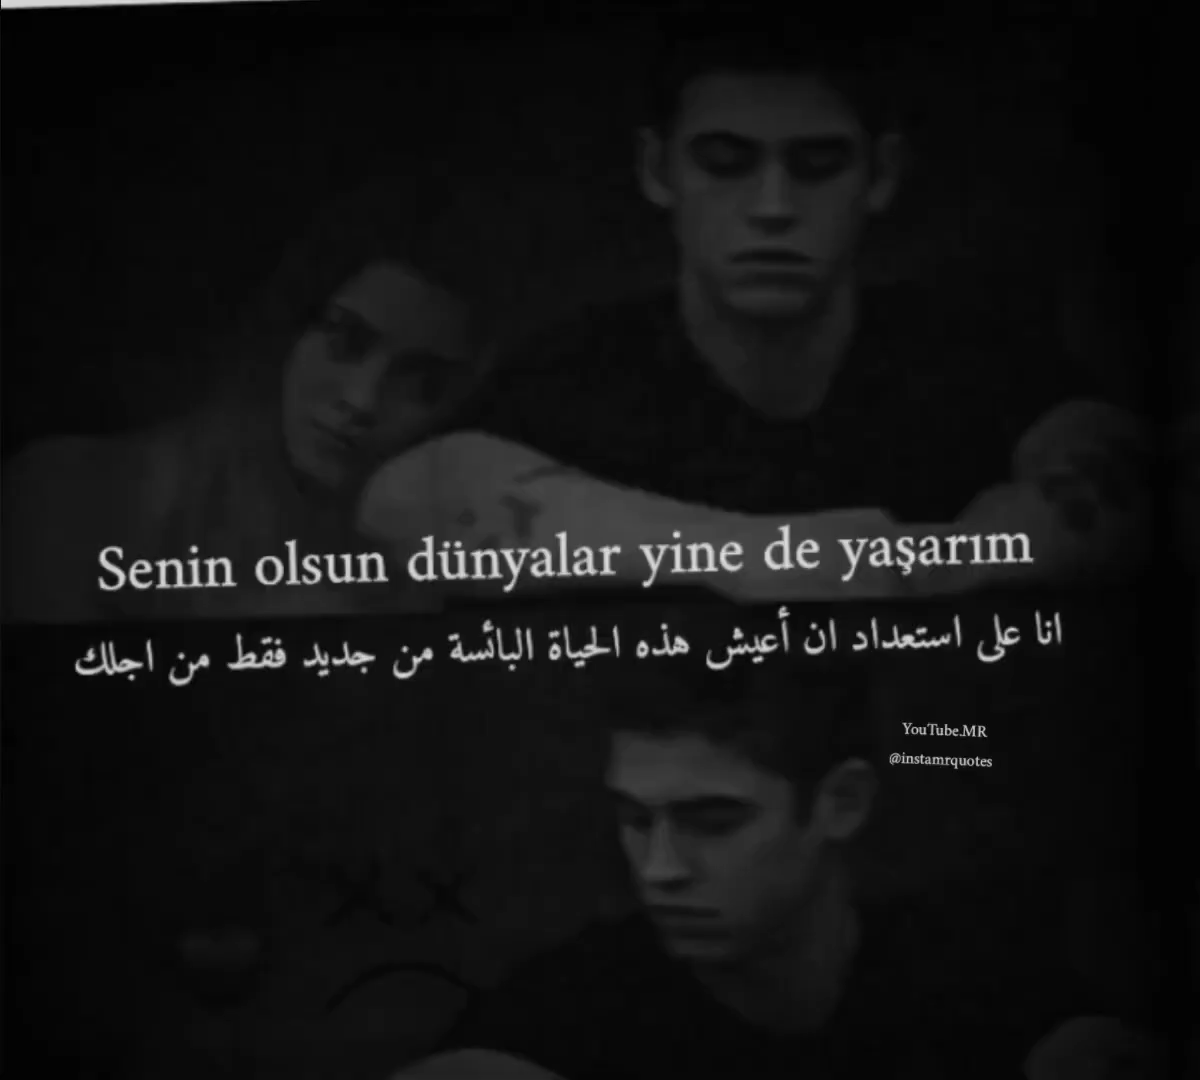 Senin olsun dünyalar yine de yaşarım
انا على استعداد ان أعيش هذه الحياة البائسة من جديد فقط من اجلك
YouTube.MR
@instamrquotes